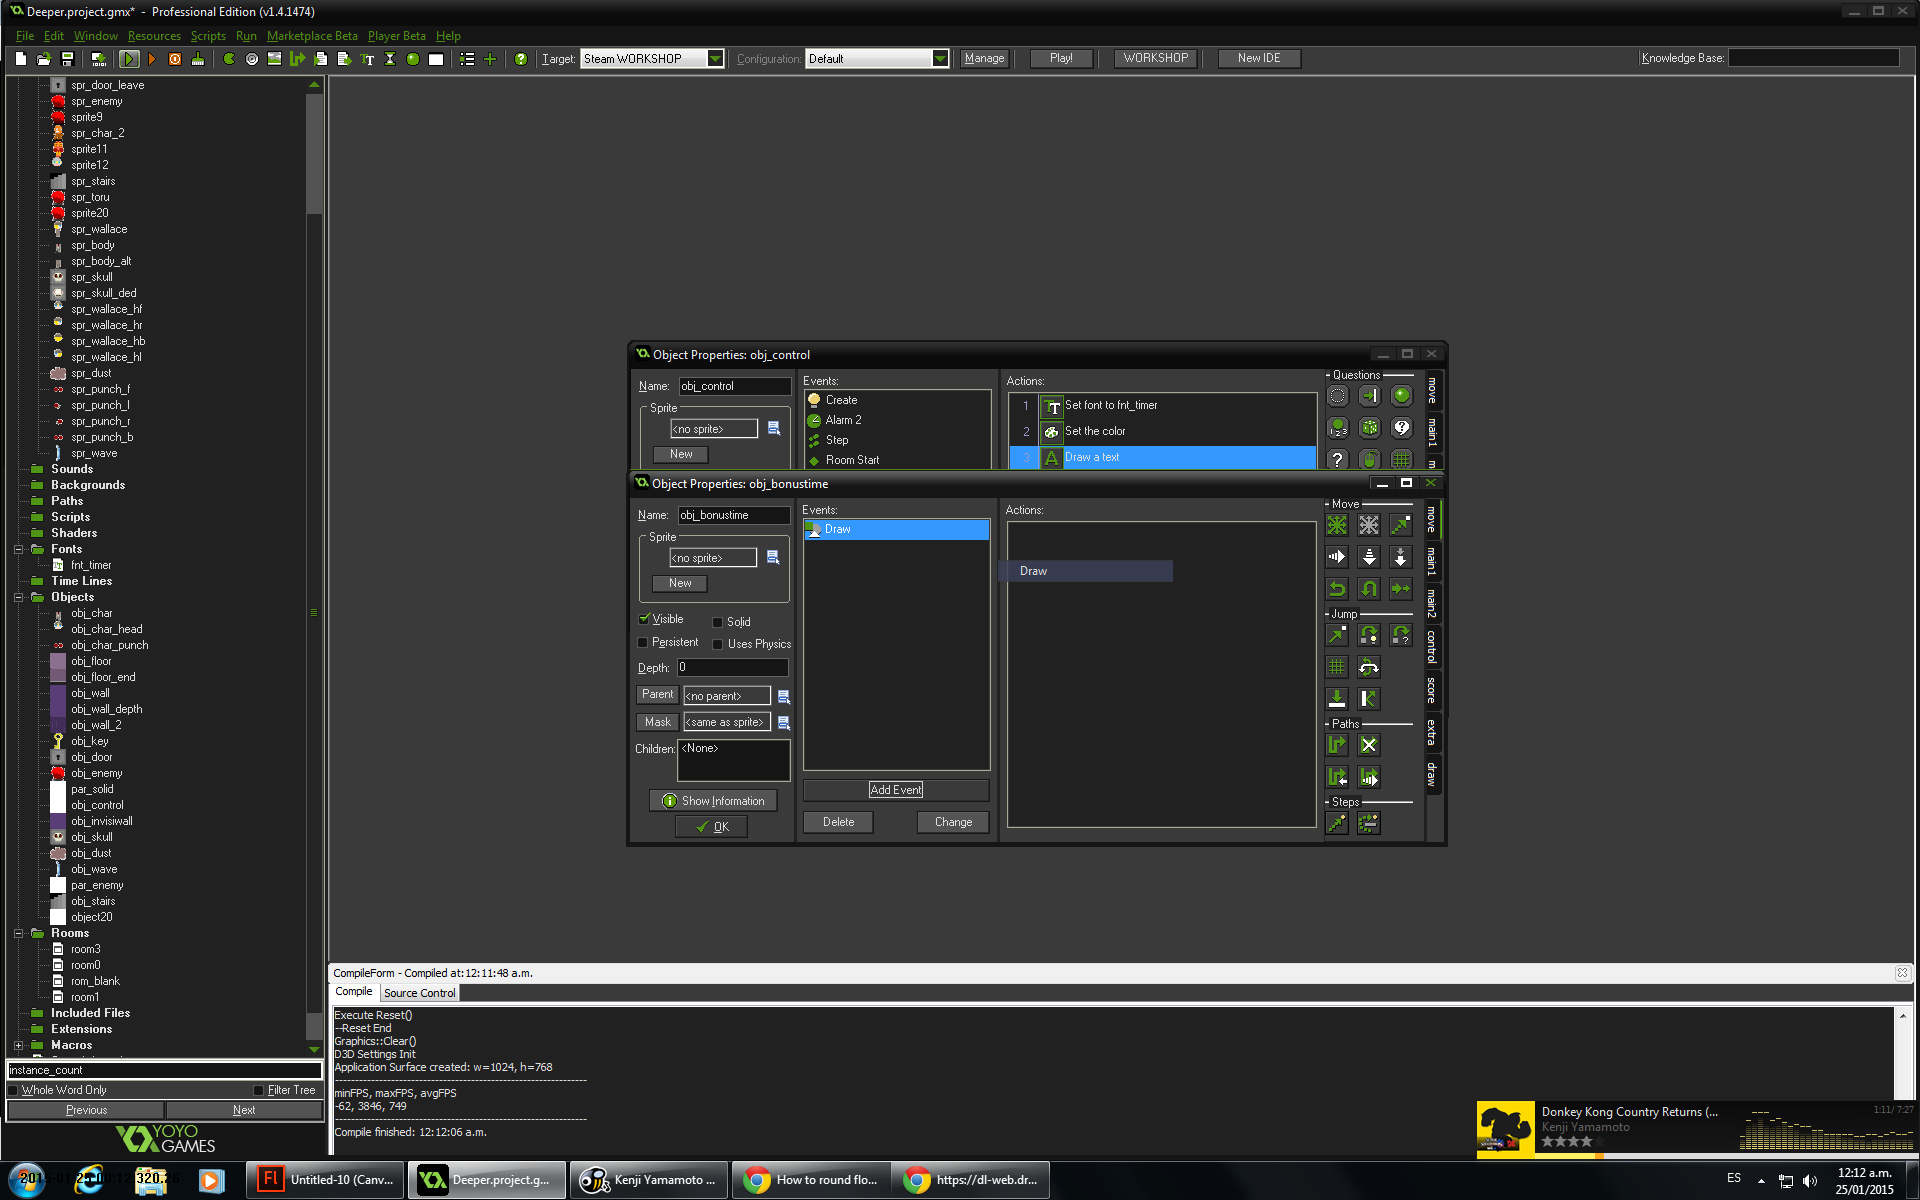 Deeper.project.gmx* - Professional Edition (v1.4.1474)
File Edit Window Resources Scripts Run Marketplace Beta Player Beta Help
Target: Steam WORKSHOP Configuration: Default Manage Play! WORKSHOP New IDE Knowledge Base:
spr_door_leave
spr_enemy
sprite9
spr_char_2
sprite11
sprite12
spr_stairs
spr_toru
sprite20
spr_wallace
spr_body
spr_body_alt
spr_skull
spr_skull_ded
spr_wallace_hf
spr_wallace_hr
spr_wallace_hb
spr_wallace_hl
spr_dust
spr_punch_f
spr_punch_l
spr_punch_r
spr_punch_b
spr_wave
Sounds
Backgrounds
Paths
Scripts
Shaders
Fonts
fnt_timer
Time Lines
Objects
obj_char
obj_char_head
obj_char_punch
obj_floor
obj_floor_end
obj_wall
obj_wall_depth
obj_wall_2
obj_key
obj_door
obj_enemy
par_solid
obj_control
obj_invisiwall
obj_skull
obj_dust
obj_wave
par_enemy
obj_stairs
object20
Rooms
room3
room0
rom_blank
room1
Included Files
Extensions
Macros
instance_count
Whole Word Only Filter Tree
Previous Next
YOYO
GAMES
Object Properties: obj_control
Name: obj_control
Sprite
<no sprite>
New
Events:
Create
Alarm 2
Step
Room Start
Actions:
1 Set font to fnt_timer
2 Set the color
3 Draw a text
Questions
move
main1
m
Object Properties: obj_bonustime
Name: obj_bonustime
Sprite
<no sprite>
New
Visible Solid
Persistent Uses Physics
Depth: 0
Parent <no parent>
Mask <same as sprite>
Children: <None>
Show Information
OK
Events:
Draw
Add Event
Delete Change
Actions:
Draw
Move
Jump
Paths
Steps
move
main1
main2
control
score
extra
draw
CompileForm - Compiled at:12:11:48 a.m.
Compile Source Control
Execute Reset()
--Reset End
Graphics::Clear()
D3D Settings Init
Application Surface created: w=1024, h=768
minFPS, maxFPS, avgFPS
-62, 3846, 749
Compile finished: 12:12:06 a.m.
Donkey Kong Country Returns (...
Kenji Yamamoto
1:11/ 7:27
Fl Untitled-10 (Canv...
Deeper.project.g...
Kenji Yamamoto ...
How to round flo...
https://dl-web.dr...
ES
12:12 a.m.
25/01/2015